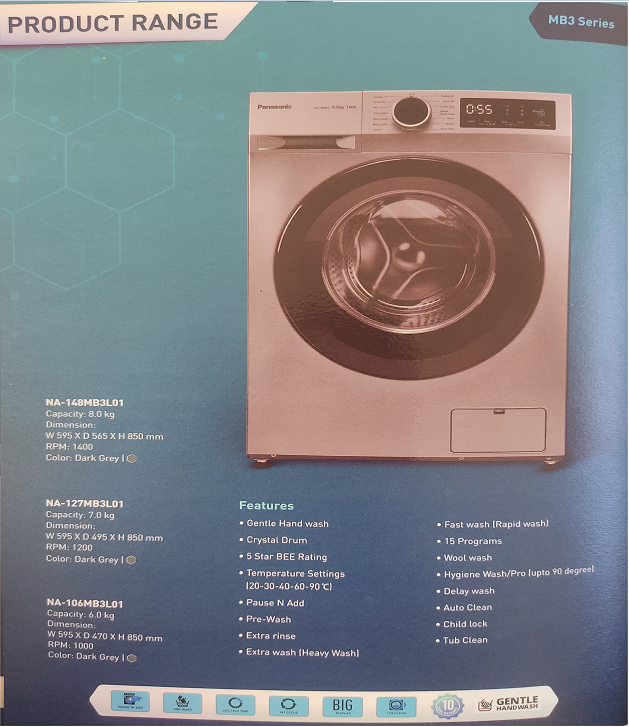 PRODUCT RANGE
MB3 Series
Panasonic
8.0kg
0:55
NA-148MB3L01
Capacity: 8.0 kg
Dimension:
W 595 X D 565 X H 850 mm
RPM: 1400
Color: Dark Grey |
NA-127MB3L01
Capacity: 7.0 kg
Dimension:
W 595 X D 495 X H 850 mm
RPM: 1200
Color: Dark Grey |
NA-106MB3L01
Capacity: 6.0 kg
Dimension:
W 595 X D 470 X H 850 mm
RPM: 1000
Color: Dark Grey |
Features
• Gentle Hand wash
• Crystal Drum
• 5 Star BEE Rating
• Temperature Settings
(20-30-40-60-90°C)
• Pause N Add
• Pre-Wash
• Extra rinse
• Extra wash (Heavy Wash)
• Fast wash (Rapid wash)
• 15 Programs
• Wool wash
• Hygiene Wash/Pro (upto 90 degree)
• Delay wash
• Auto Clean
• Child lock
• Tub Clean
BIG
10
GENTLE
HANDWASH